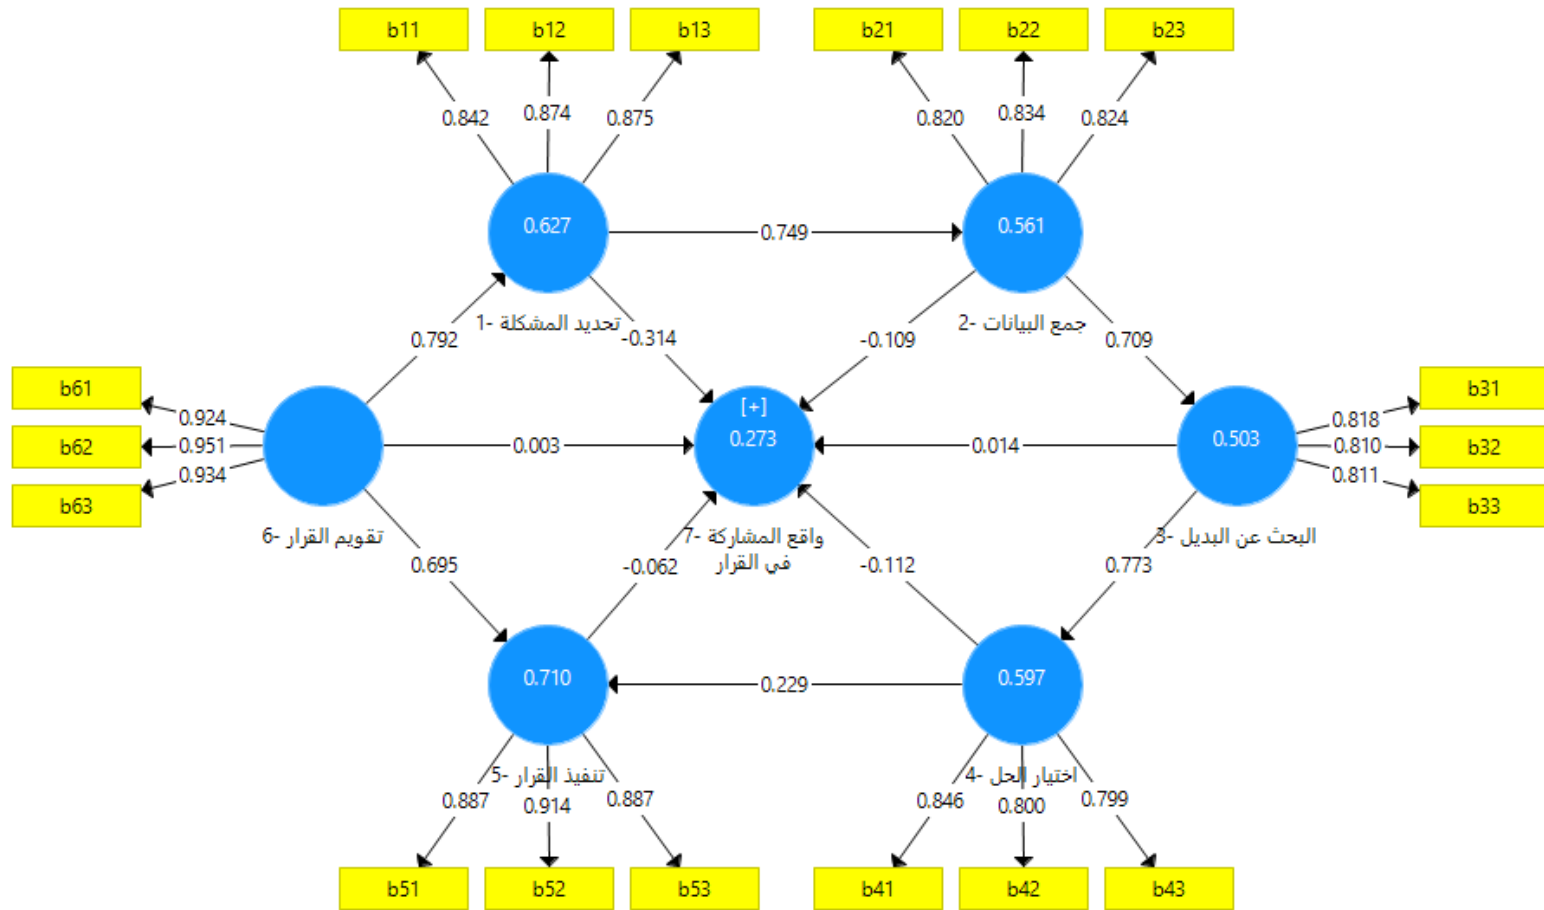 b11
b12
b13
b21
b22
b23
0.842
0.874
0.875
0.820
0.834
0.824
0.627
0.749
0.561
1- تحديد المشكلة
2- جمع البيانات
0.792
-0.314
-0.109
0.709
b61
b62
b63
0.924
0.951
0.934
0.003
[+]
0.273
0.014
0.503
0.818
0.810
0.811
b31
b32
b33
6- تقويم القرار
7- واقع المشاركة
في القرار
3- البحث عن البديل
0.695
-0.062
-0.112
0.773
0.710
0.229
0.597
5- تنفيذ القرار
4- اختيار الحل
0.887
0.914
0.887
0.846
0.800
0.799
b51
b52
b53
b41
b42
b43